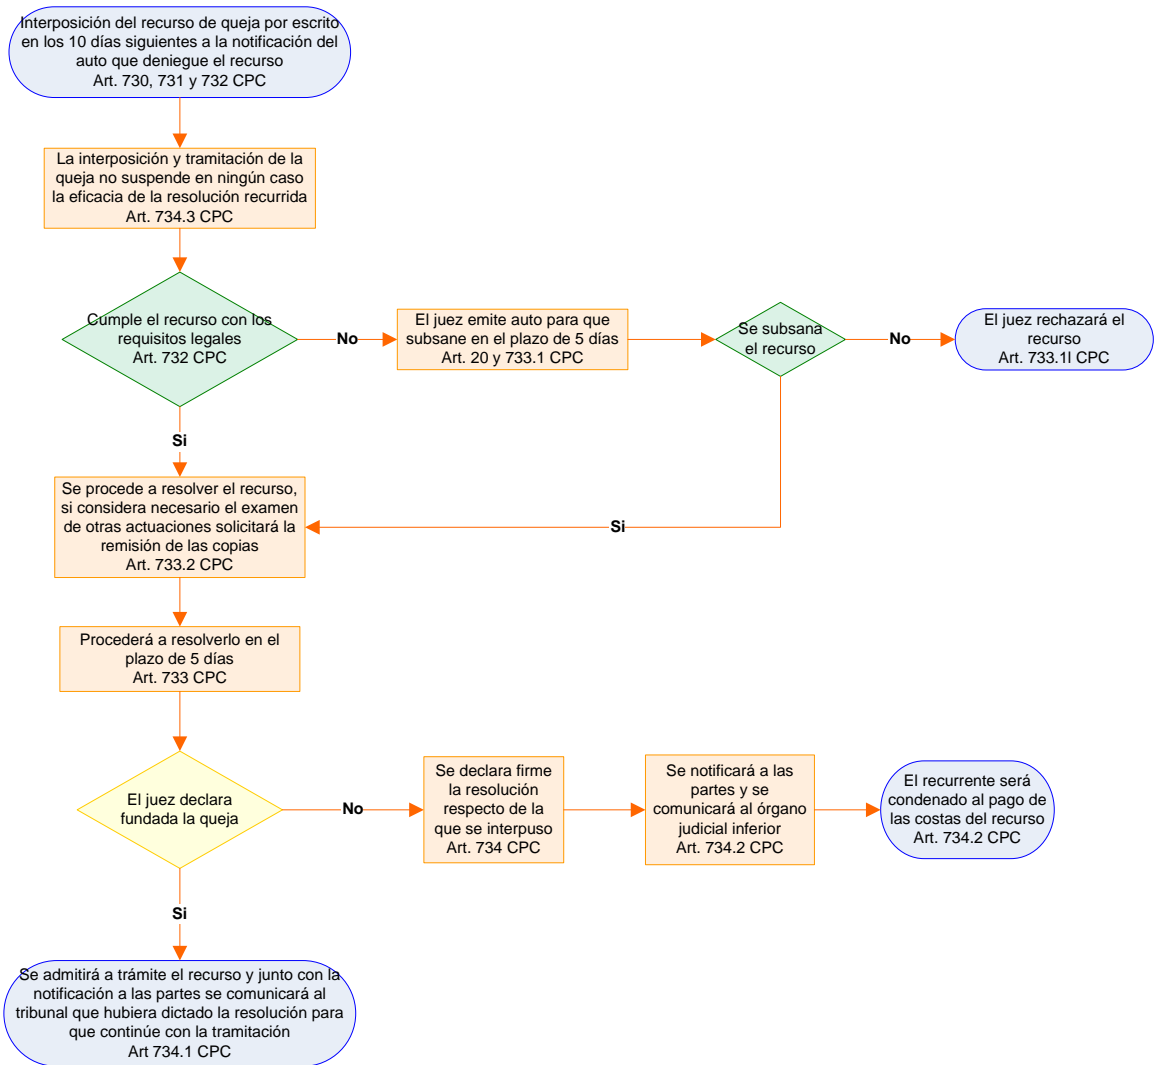 Interposición del recurso de queja por escrito
en los 10 días siguientes a la notificación del
auto que deniegue el recurso
Art. 730, 731 y 732 CPC
La interposición y tramitación de la
queja no suspende en ningún caso
la eficacia de la resolución recurrida
Art. 734.3 CPC
Cumple el recurso con los
requisitos legales
Art. 732 CPC
No
El juez emite auto para que
subsane en el plazo de 5 días
Art. 20 y 733.1 CPC
Se subsana
el recurso
No
El juez rechazará el
recurso
Art. 733.1I CPC
Si
Si
Se procede a resolver el recurso,
si considera necesario el examen
de otras actuaciones solicitará la
remisión de las copias
Art. 733.2 CPC
Procederá a resolverlo en el
plazo de 5 días
Art. 733 CPC
El juez declara
fundada la queja
No
Se declara firme
la resolución
respecto de la
que se interpuso
Art. 734 CPC
Se notificará a las
partes y se
comunicará al órgano
judicial inferior
Art. 734.2 CPC
El recurrente será
condenado al pago de
las costas del recurso
Art. 734.2 CPC
Si
Se admitirá a trámite el recurso y junto con la
notificación a las partes se comunicará al
tribunal que hubiera dictado la resolución para
que continúe con la tramitación
Art 734.1 CPC